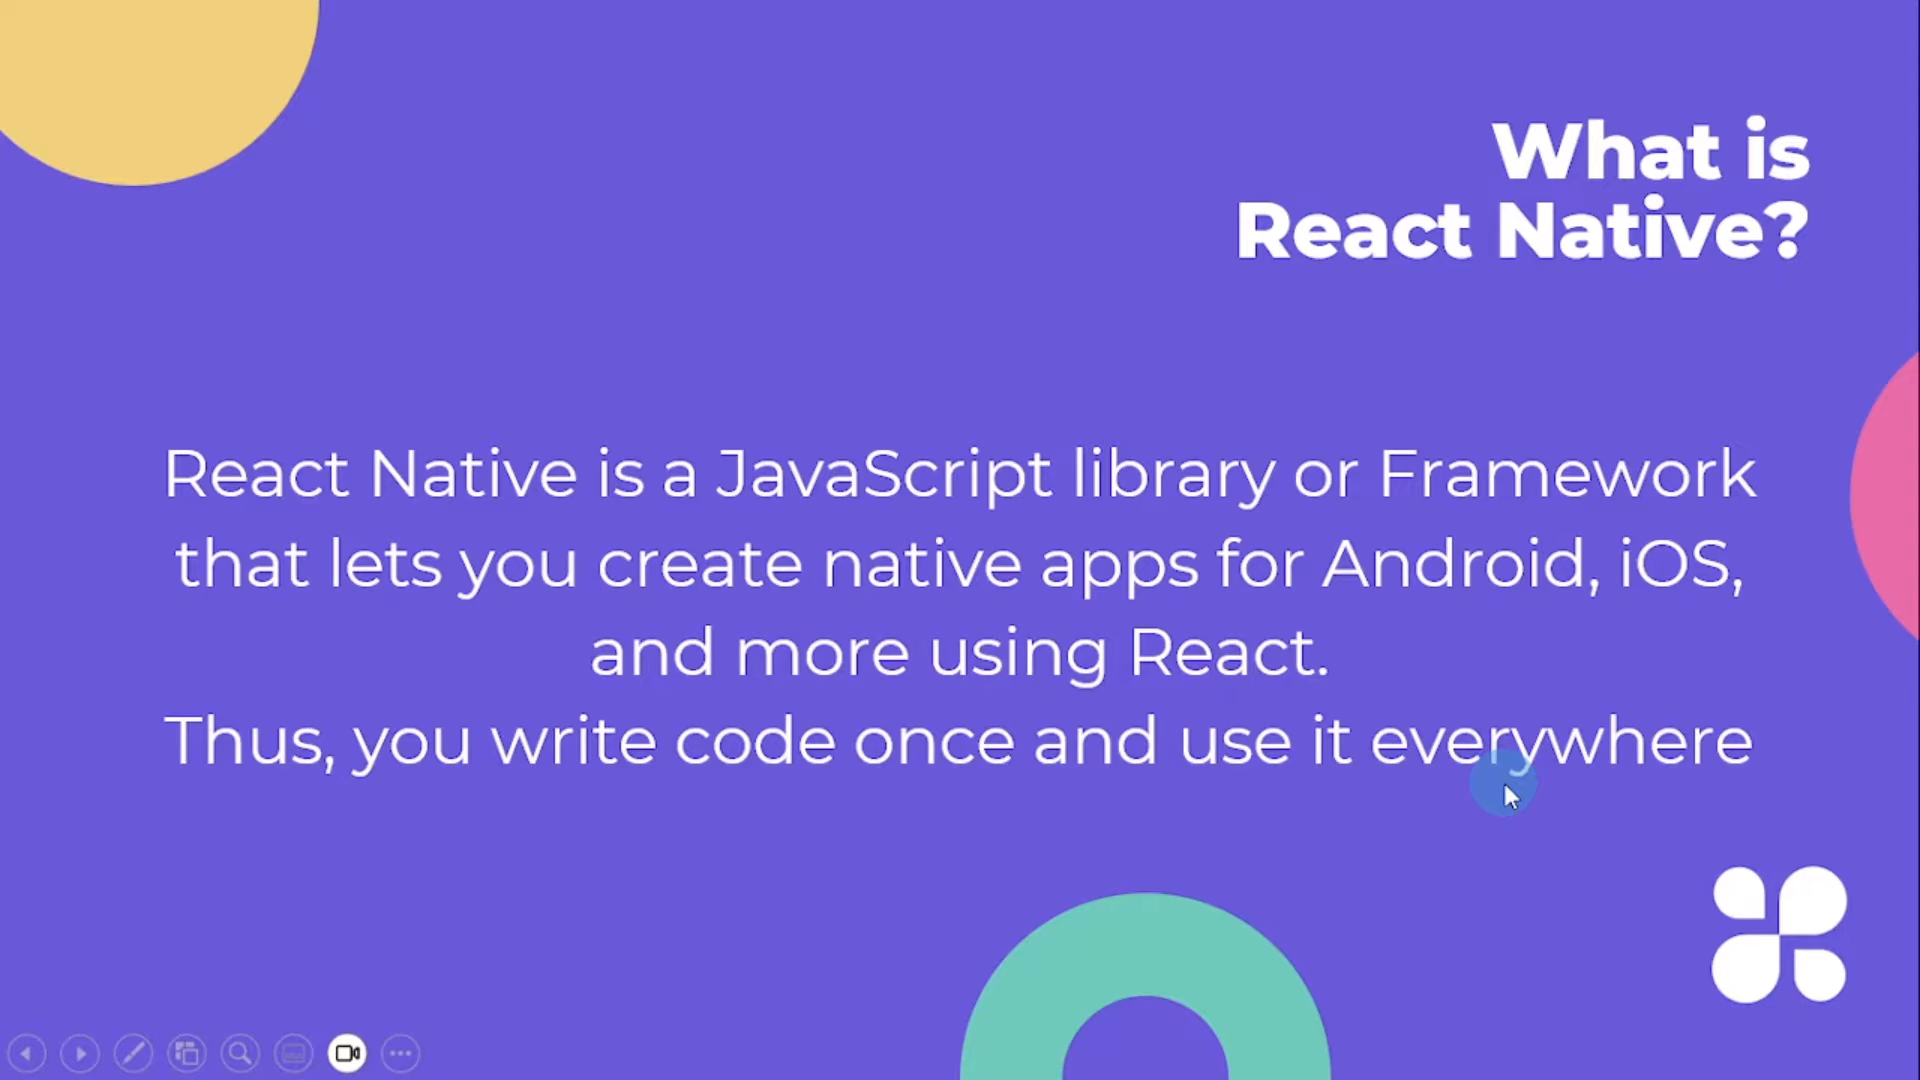 What is
React Native?
React Native is a JavaScript library or Framework
that lets you create native apps for Android, iOS,
and more using React.
Thus, you write code once and use it everywhere